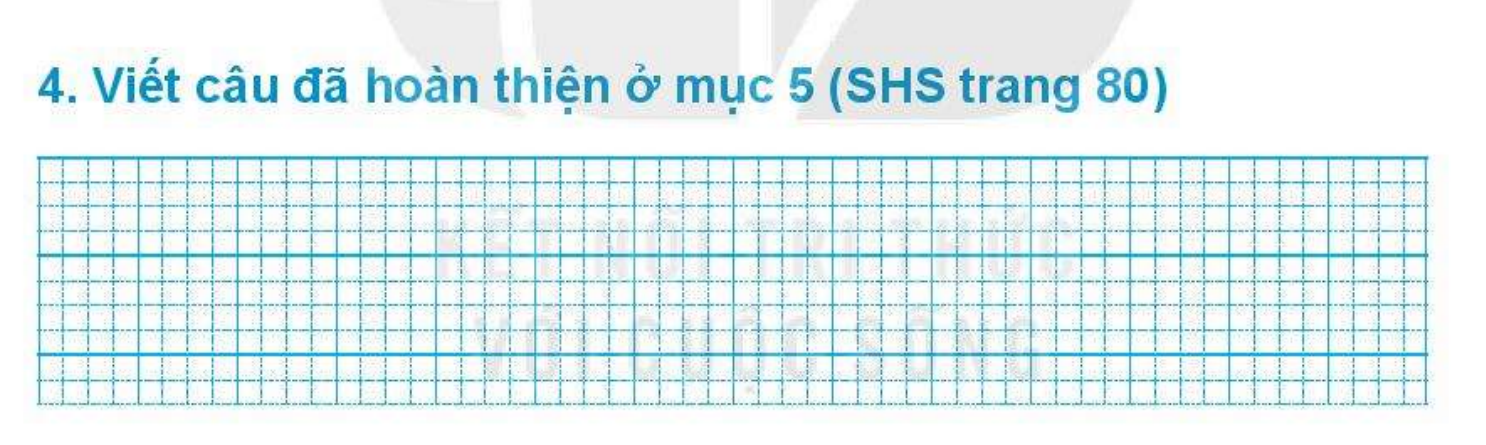 4. Viết câu đã hoàn thiện ở mục 5 (SHS trang 80)
KẾT NỐI TRI THỨC
VỚI CUỘC SỐNG